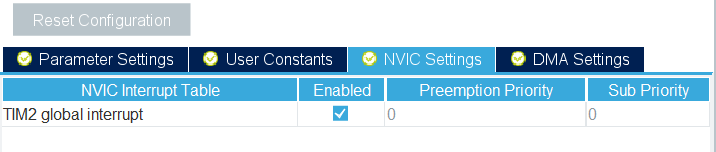 Reset Configuration
Parameter Settings User Constants NVIC Settings DMA Settings
NVIC Interrupt Table Enabled Preemption Priority Sub Priority
TIM2 global interrupt 0 0